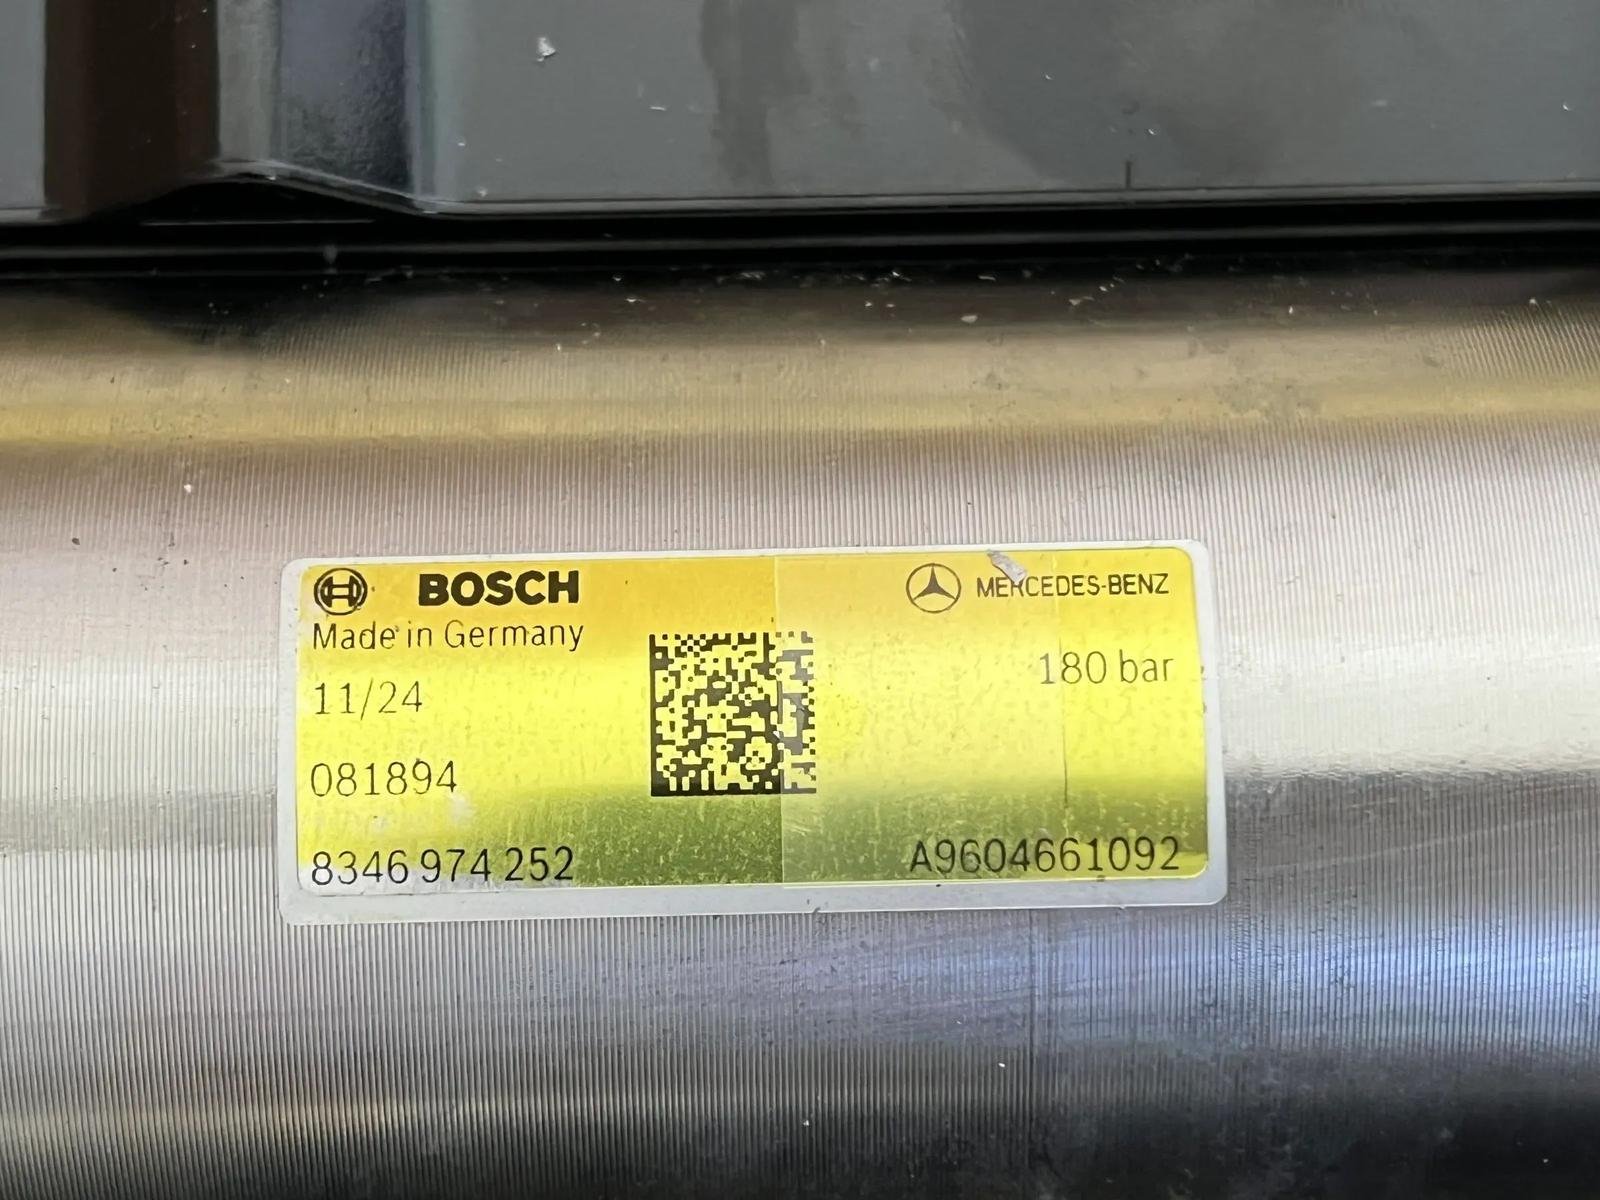 BOSCH
Made in Germany
11/24
081894
8346 974 252
MERCEDES-BENZ
180 bar
A9604661092